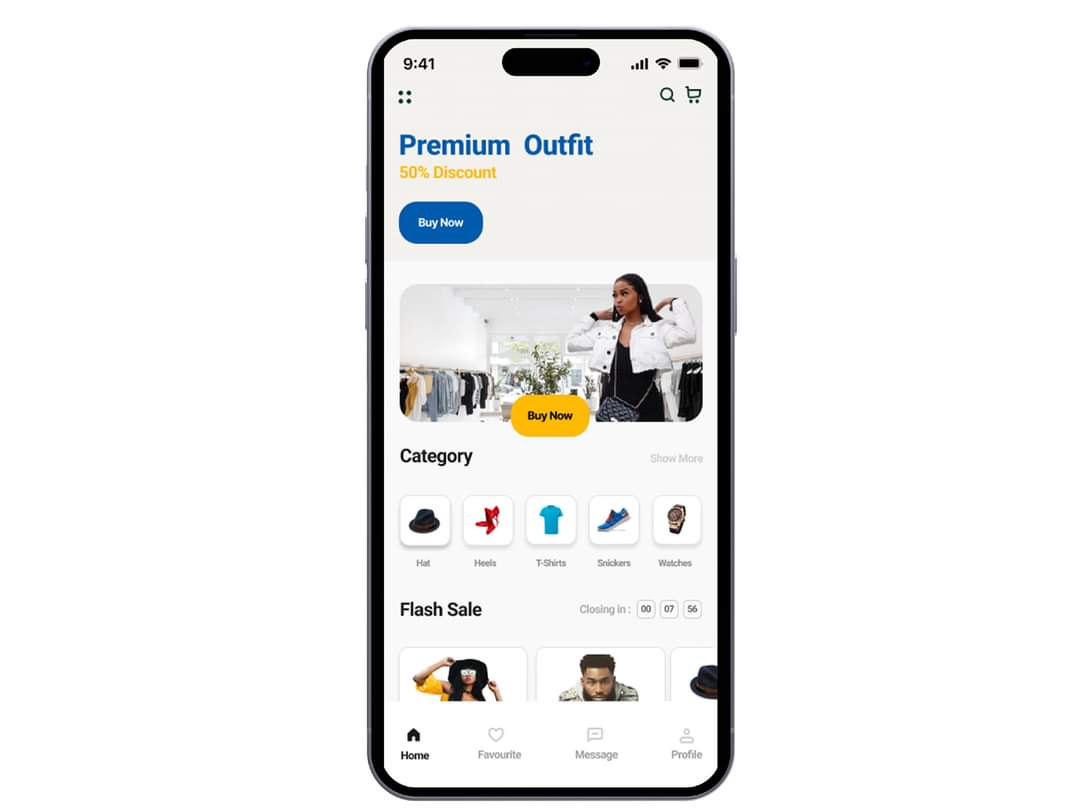 9:41
Premium Outfit
50% Discount
Buy Now
Buy Now
Category
Show More
Hat
Heels
T-Shirts
Snickers
Watches
Flash Sale
Closing in : 00 07 56
Home
Favourite
Message
Profile